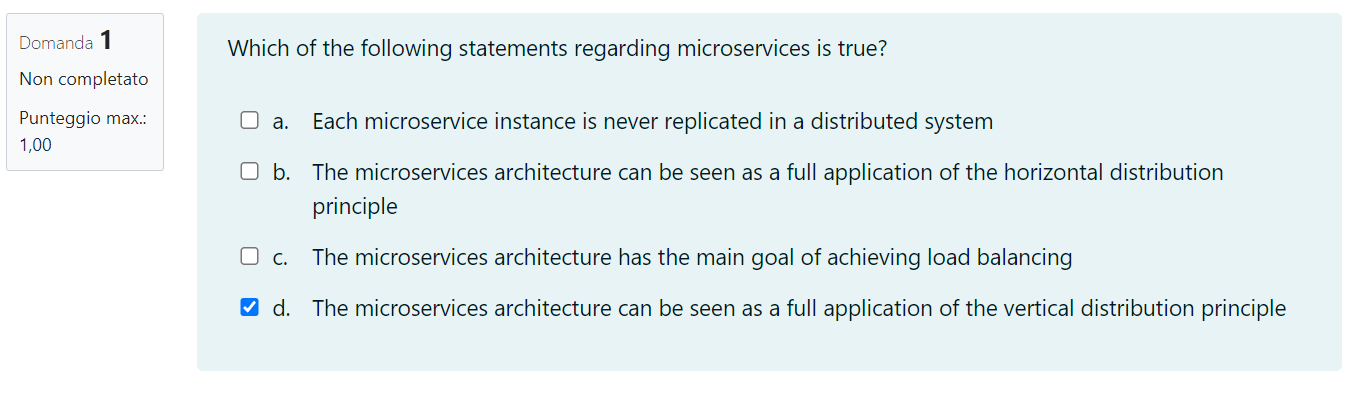 Domanda 1
Non completato
Punteggio max.:
1,00
Which of the following statements regarding microservices is true?
a. Each microservice instance is never replicated in a distributed system
b. The microservices architecture can be seen as a full application of the horizontal distribution
principle
c. The microservices architecture has the main goal of achieving load balancing
d. The microservices architecture can be seen as a full application of the vertical distribution principle